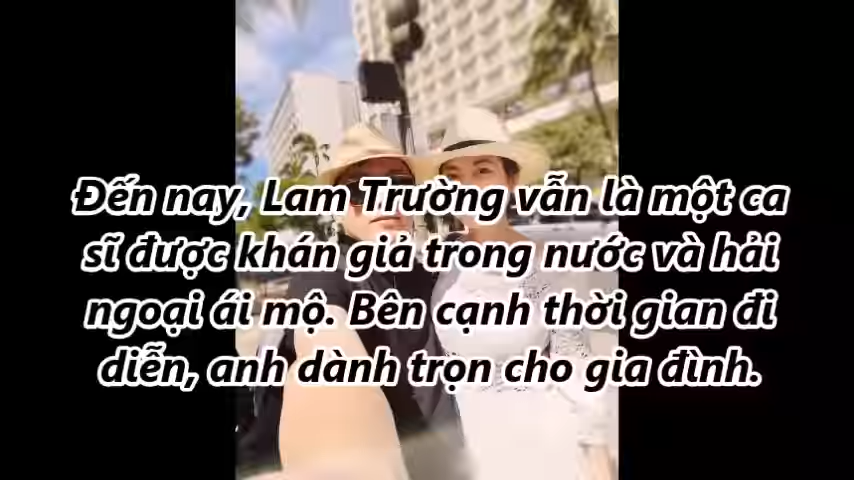 Đến nay, Lam Trường vẫn là một ca
sĩ được khán giả trong nước và hải
ngoại ái mộ. Bên cạnh thời gian đi
diễn, anh dành trọn cho gia đình.